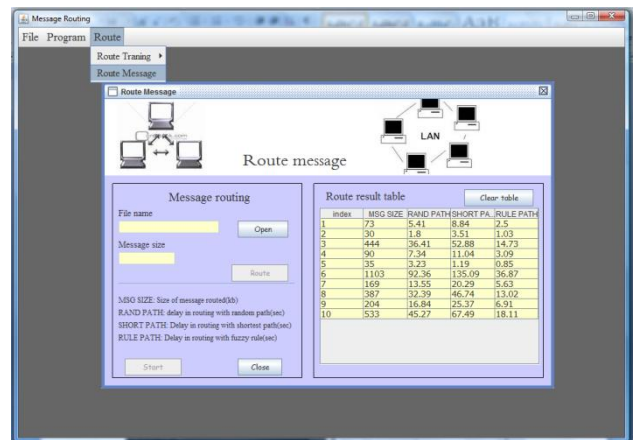 Message Routing
File Program Route
Route Traning
Route Message
Route Message
LAN
Route message
Message routing
File name
Open
Message size
Route
MSG SIZE: Size of message routed(kb)
RAND PATH: delay in routing with random path(sec)
SHORT PATH: Delay in routing with shortest path(sec)
RULE PATH: Delay in routing with fuzzy rule(sec)
Start Close
Route result table Clear table
index MSG SIZE RAND PATH SHORT PA... RULE PATH
1 73 5.41 8.84 2.5
2 30 1.8 3.51 1.03
3 444 36.41 52.88 14.73
4 90 7.34 11.04 3.09
5 35 3.23 1.19 0.85
6 1103 92.36 135.09 36.87
7 169 13.55 20.29 5.63
8 387 32.39 46.74 13.02
9 204 16.84 25.37 6.91
10 533 45.27 67.49 18.11